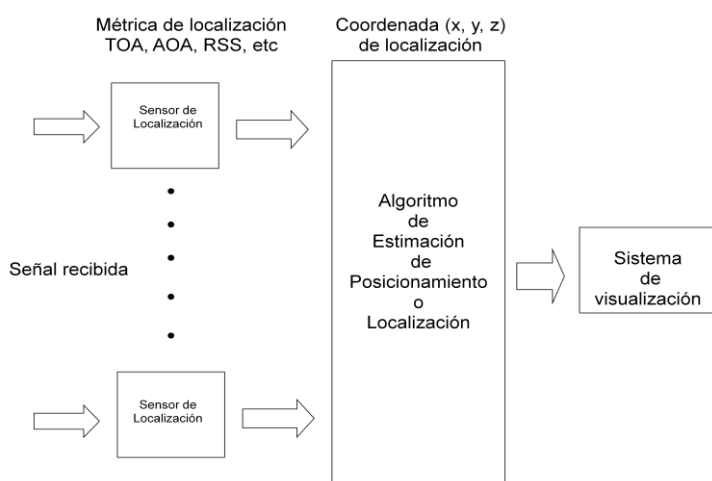 Métrica de localización
TOA, AOA, RSS, etc
Coordenada (x, y, z)
de localización
Sensor de
Localización
Señal recibida
Sensor de
Localización
Algoritmo
de
Estimación
de
Posicionamiento
o
Localización
Sistema
de
visualización